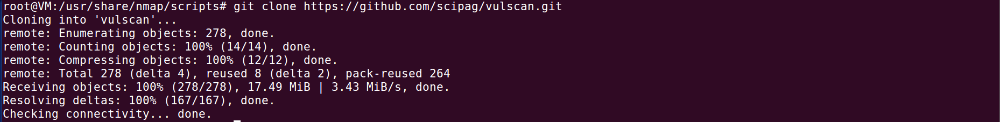 root@VM:/usr/share/nmap/scripts# git clone https://github.com/scipag/vulscan.git
Cloning into 'vulscan'...
remote: Enumerating objects: 278, done.
remote: Counting objects: 100% (14/14), done.
remote: Compressing objects: 100% (12/12), done.
remote: Total 278 (delta 4), reused 8 (delta 2), pack-reused 264
Receiving objects: 100% (278/278), 17.49 MiB | 3.43 MiB/s, done.
Resolving deltas: 100% (167/167), done.
Checking connectivity... done.